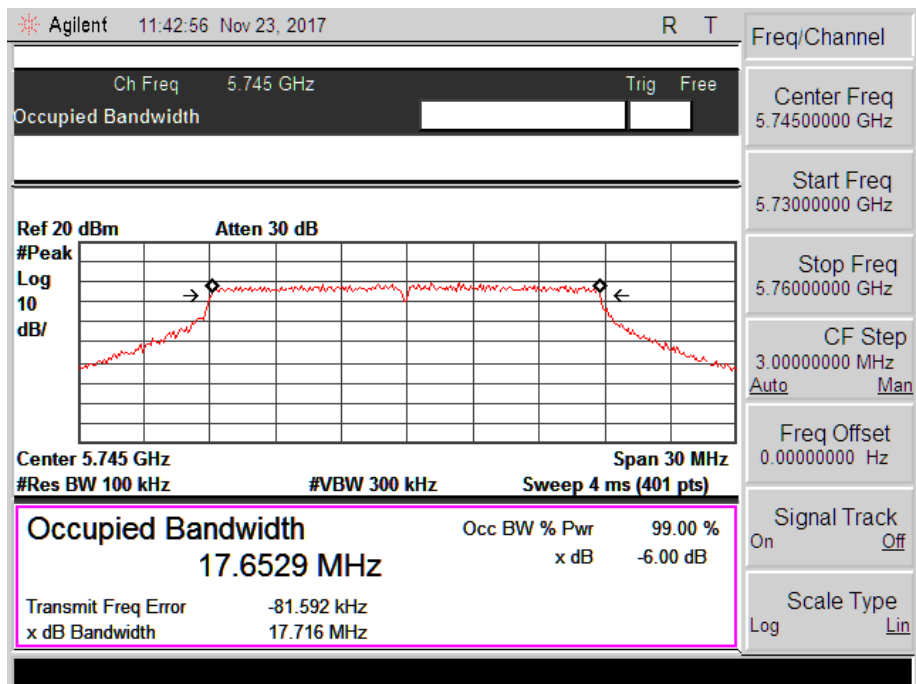 Agilent 11:42:56 Nov 23, 2017 R T
Ch Freq 5.745 GHz Trig Free
Occupied Bandwidth
Ref 20 dBm Atten 30 dB
#Peak
Log
10
dB/
Center 5.745 GHz Span 30 MHz
#Res BW 100 kHz #VBW 300 kHz Sweep 4 ms (401 pts)
Occupied Bandwidth Occ BW % Pwr 99.00 %
17.6529 MHz x dB -6.00 dB
Transmit Freq Error -81.592 kHz
x dB Bandwidth 17.716 MHz
Freq/Channel
Center Freq
5.74500000 GHz
Start Freq
5.73000000 GHz
Stop Freq
5.76000000 GHz
CF Step
3.00000000 MHz
Auto Man
Freq Offset
0.00000000 Hz
Signal Track
On Off
Scale Type
Log Lin